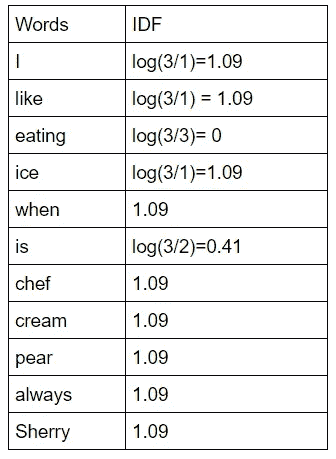 Words IDF
I log(3/1)=1.09
like log(3/1) = 1.09
eating log(3/3)= 0
ice log(3/1)=1.09
when 1.09
is log(3/2)=0.41
chef 1.09
cream 1.09
pear 1.09
always 1.09
Sherry 1.09